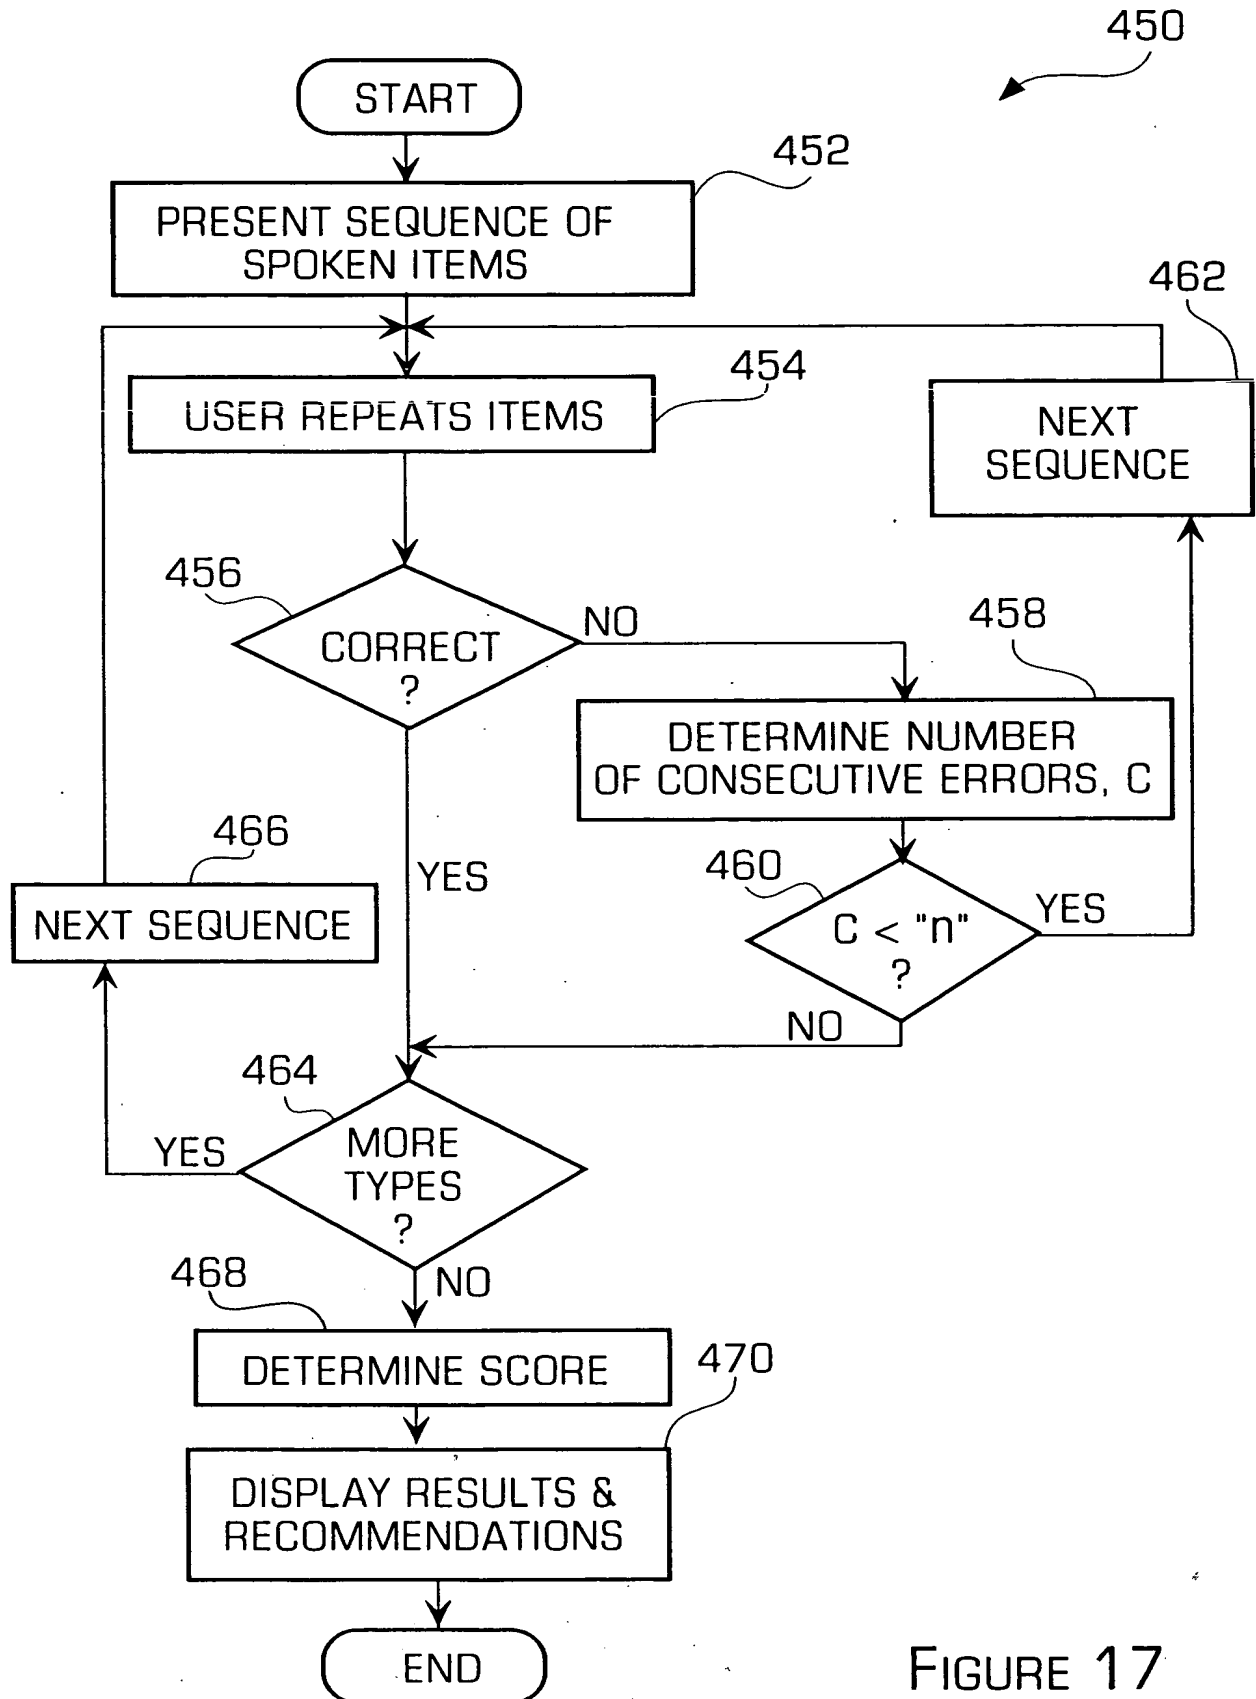 450
START
452
PRESENT SEQUENCE OF
SPOKEN ITEMS
462
454
USER REPEATS ITEMS
NEXT
SEQUENCE
456
CORRECT
?
NO
458
DETERMINE NUMBER
OF CONSECUTIVE ERRORS, C
466
NEXT SEQUENCE
YES
460
C < "n"
?
YES
NO
464
MORE
TYPES
?
YES
NO
468
DETERMINE SCORE
470
DISPLAY RESULTS &
RECOMMENDATIONS
END
FIGURE 17